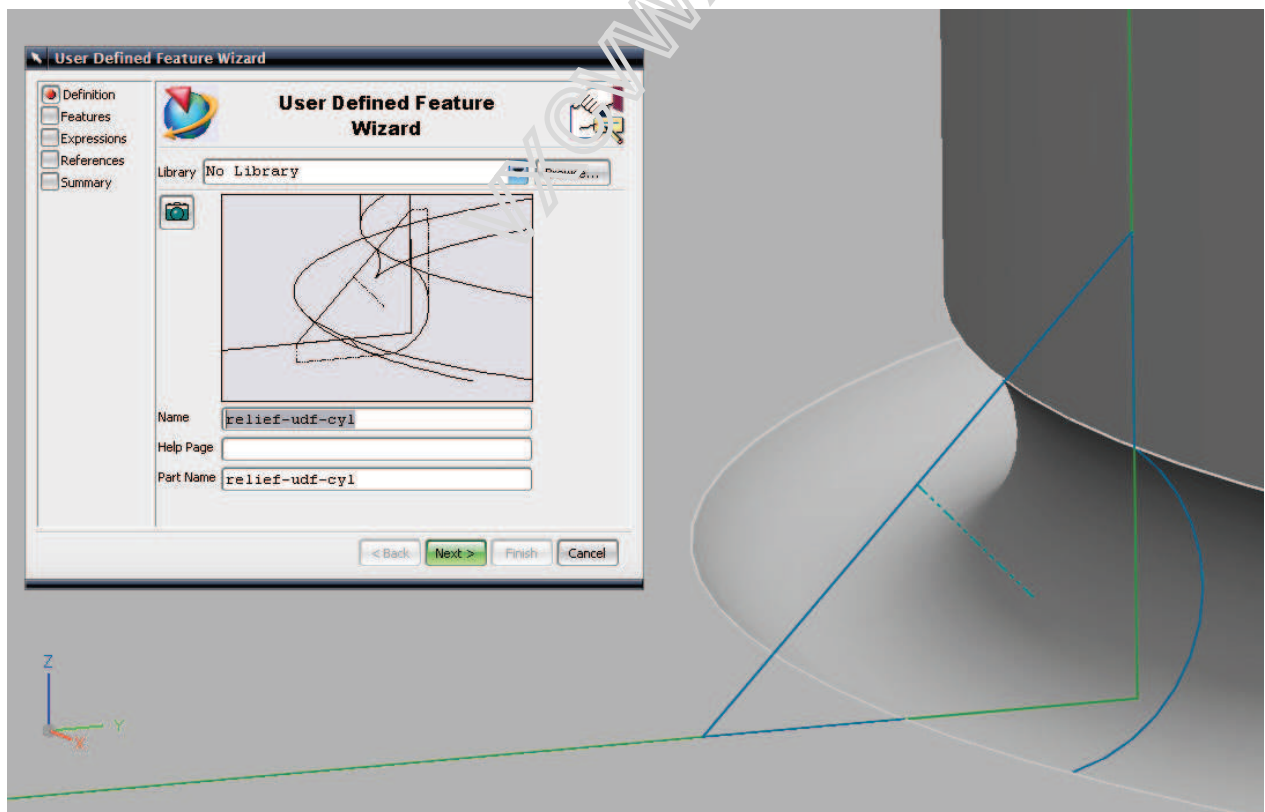 User Defined Feature Wizard
Definition
Features
Expressions
References
Summary
User Defined Feature
Wizard
Library No Library
Name relief-udf-cyl
Help Page
Part Name relief-udf-cyl
< Back Next > Finish Cancel
Z
Y
X